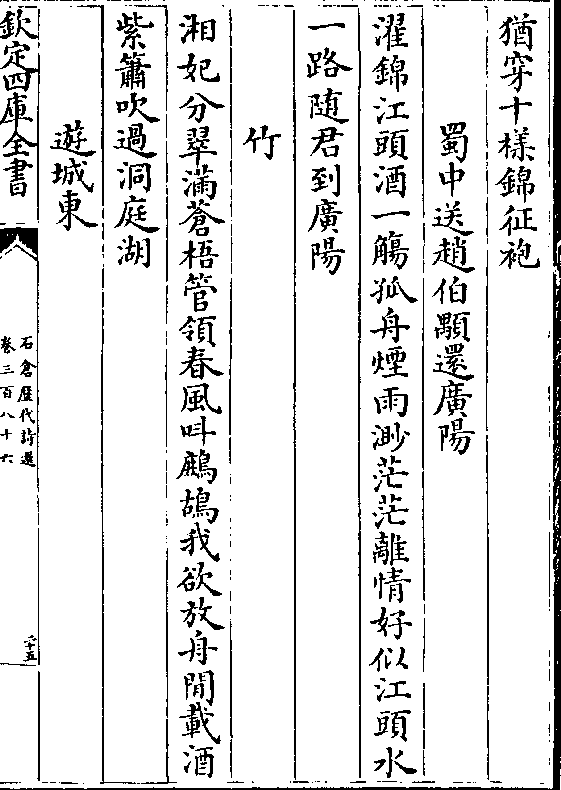 猶穿十樣錦征袍
蜀中送趙伯顒還廣陽
濯錦江頭酒一觴孤舟煙雨渺茫茫離情好似江頭水
一路随君到廣陽
竹
湘妃分翠滿蒼梧管領春風呌鷓鴣我欲放舟閒載酒
紫簫吹過洞庭湖
遊城東
欽定四庫全書
石倉歴代詩選
卷三百八十六
二十五